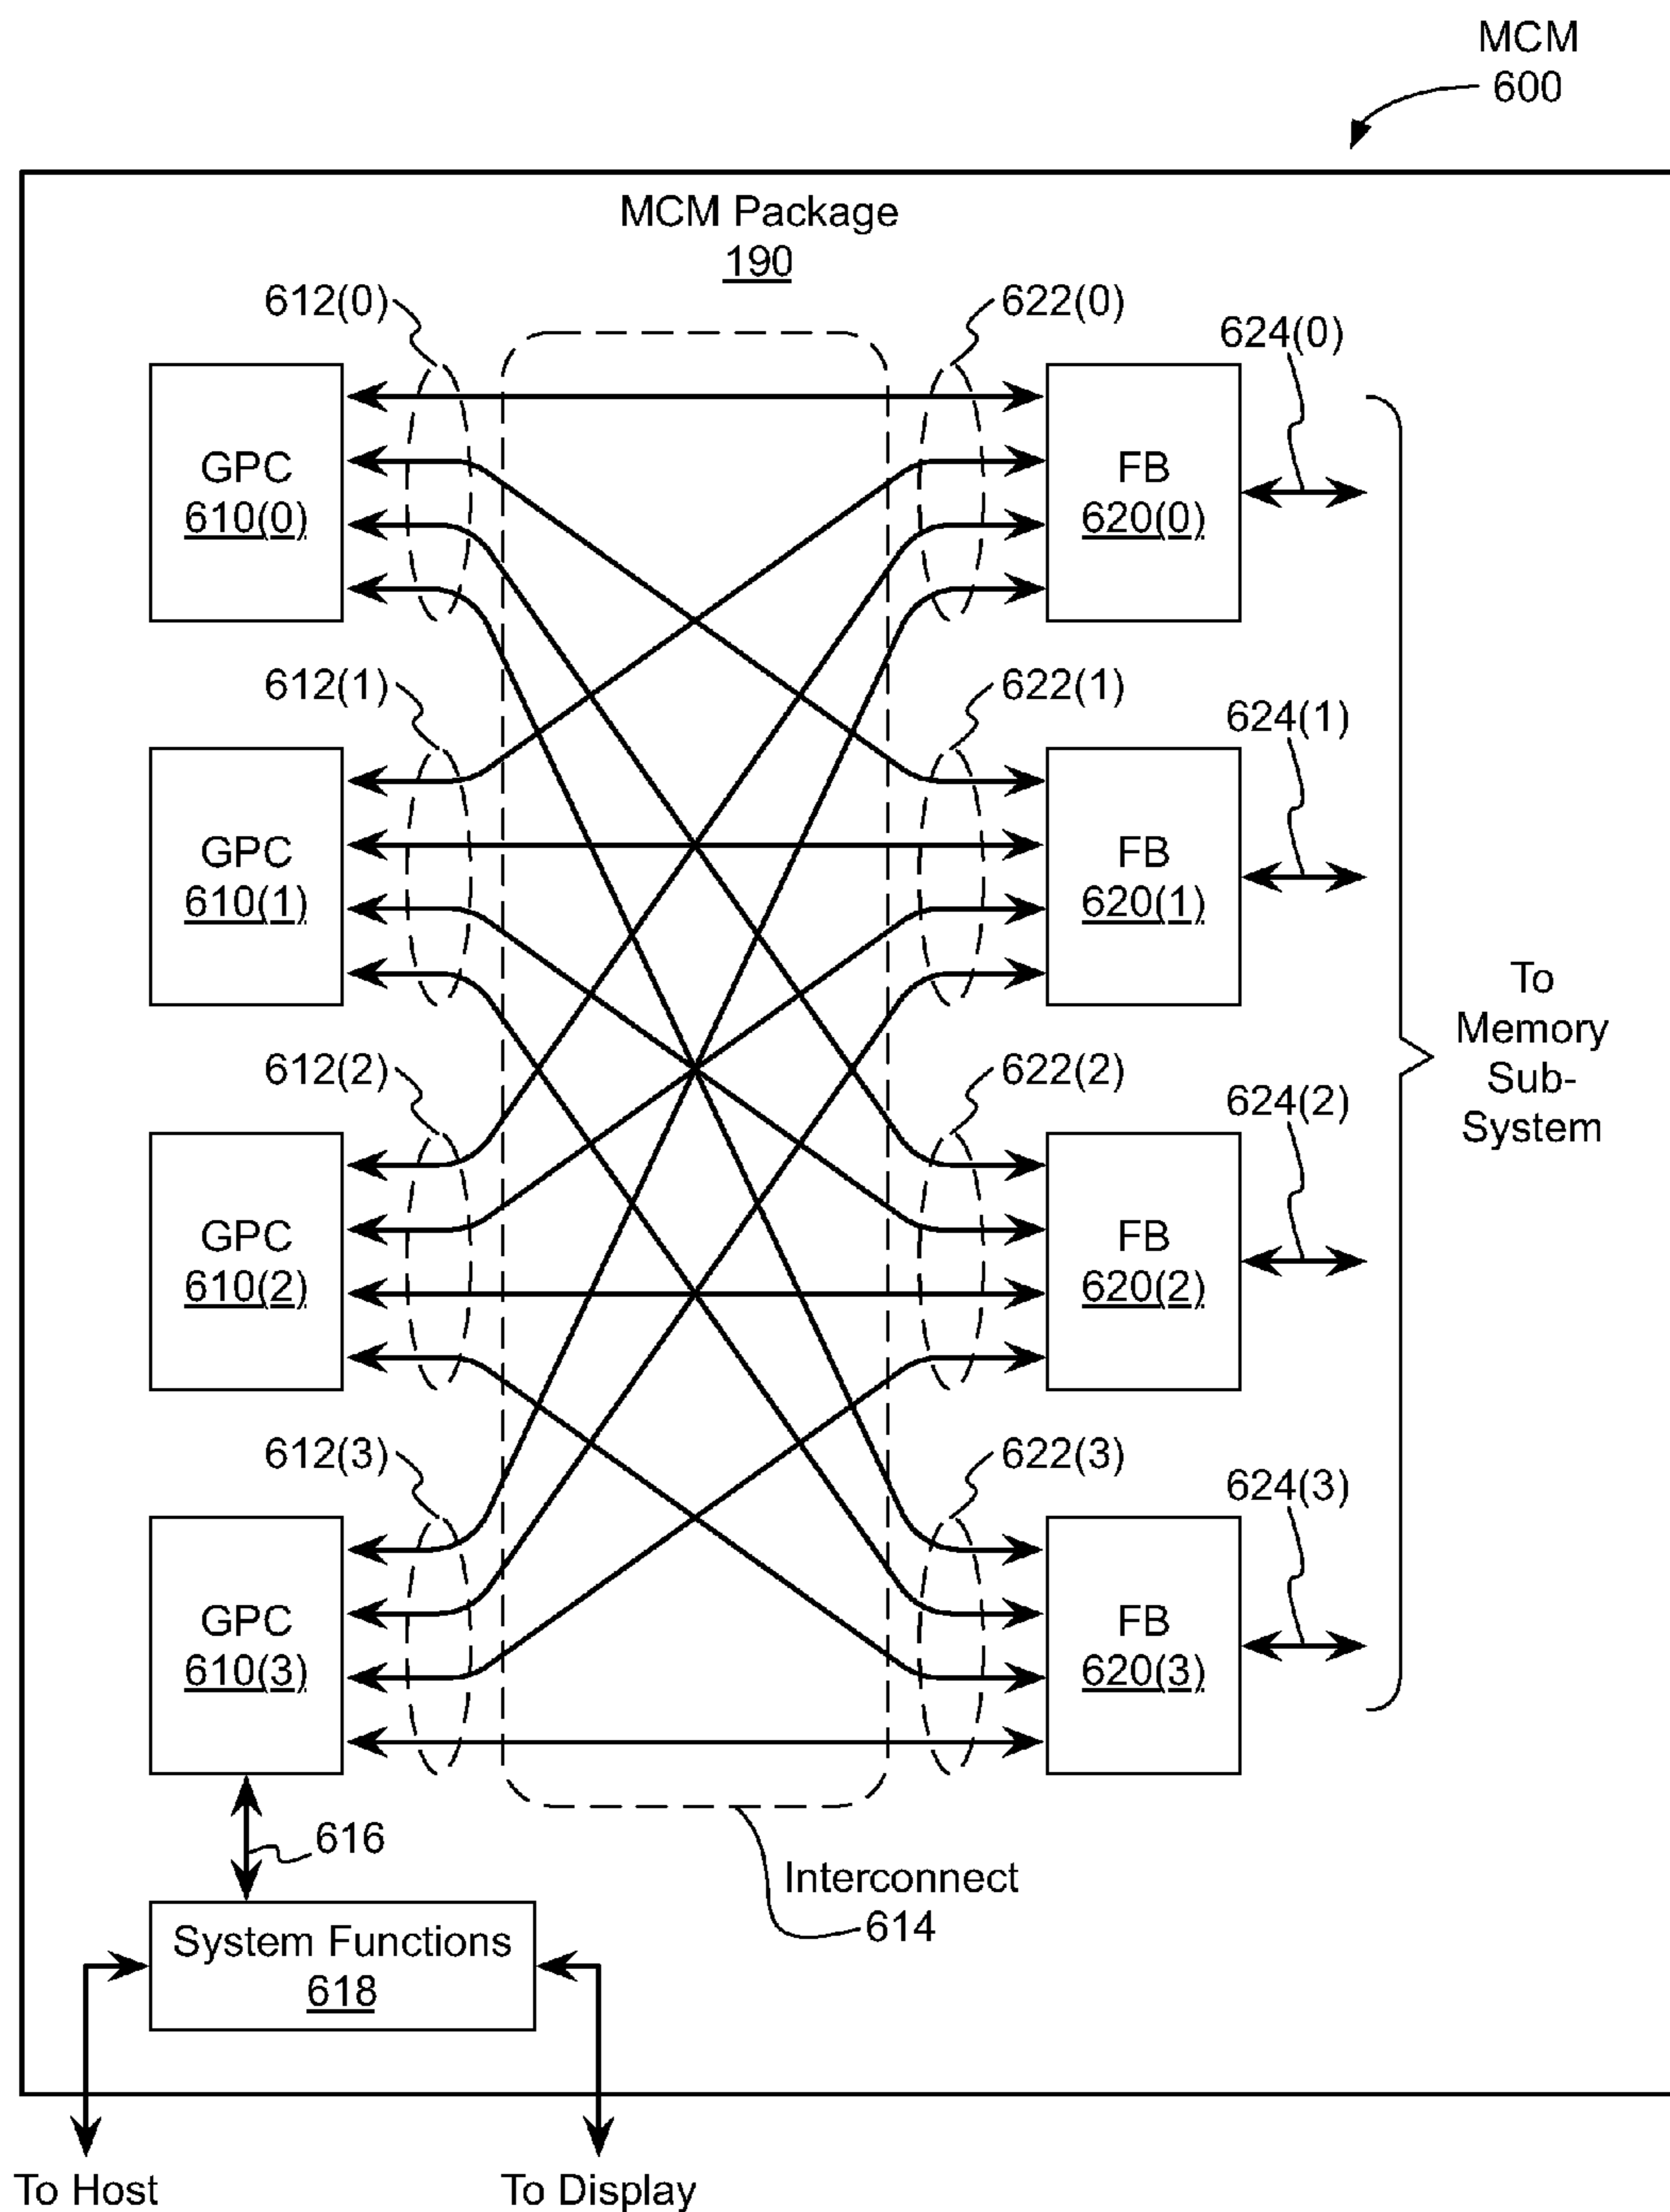 MCM
600
MCM Package
190
612(0)
622(0)
624(0)
GPC
610(0)
FB
620(0)
612(1)
622(1)
624(1)
GPC
610(1)
FB
620(1)
To
Memory
Sub-
System
612(2)
622(2)
624(2)
GPC
610(2)
FB
620(2)
612(3)
622(3)
624(3)
GPC
610(3)
FB
620(3)
616
Interconnect
614
System Functions
618
To Host
To Display